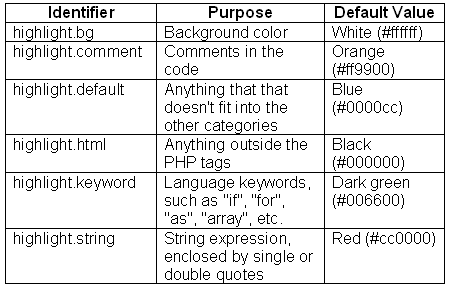 Identifier Purpose Default Value
highlight.bg Background color White (#ffffff)
highlight.comment Comments in the Orange
code (#ff9900)
highlight.default Anything that that Blue
doesn't fit into the (#0000cc)
other categories
highlight.html Anything outside the Black
PHP tags (#000000)
highlight.keyword Language keywords, Dark green
such as "if", "for", (#006600)
"as", "array", etc.
highlight.string String expression, Red (#cc0000)
enclosed by single or
double quotes